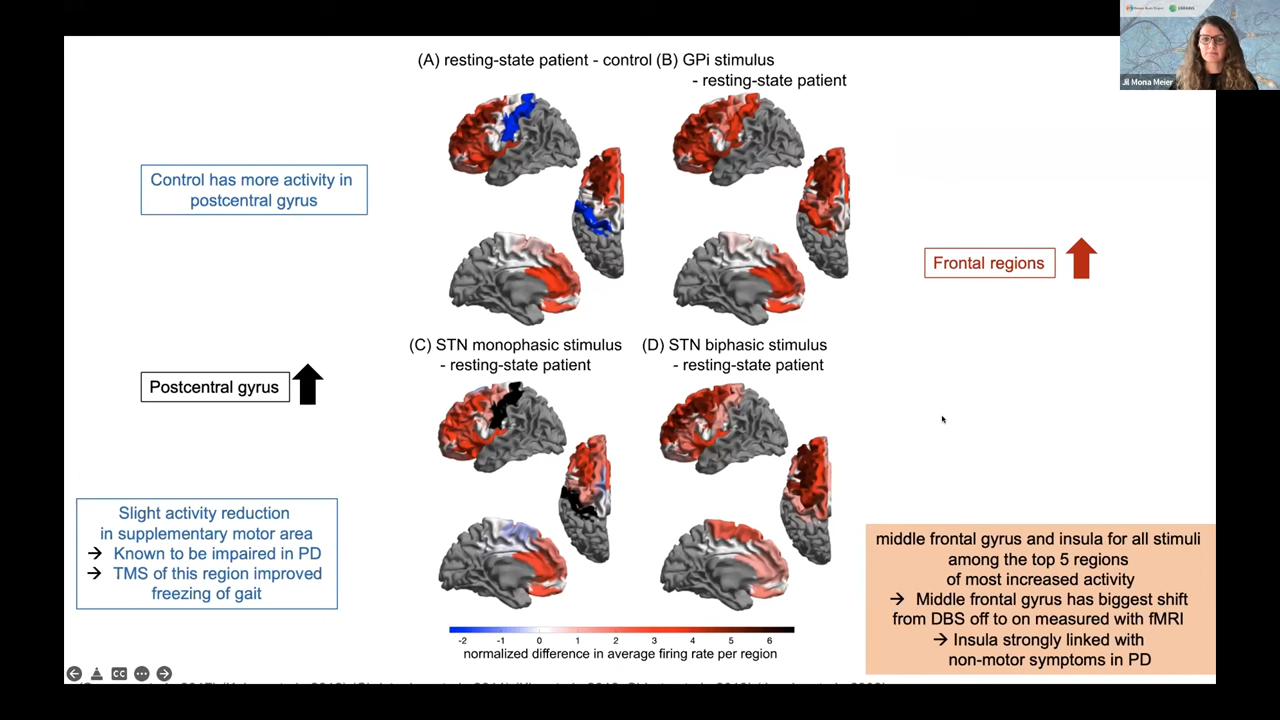 Human Brain Project
EBRAINS
Jil Mona Meier
(A) resting-state patient - control
(B) GPi stimulus
- resting-state patient
Control has more activity in
postcentral gyrus
Frontal regions
(C) STN monophasic stimulus
- resting-state patient
(D) STN biphasic stimulus
- resting-state patient
Postcentral gyrus
Slight activity reduction
in supplementary motor area
→ Known to be impaired in PD
→ TMS of this region improved
freezing of gait
middle frontal gyrus and insula for all stimuli
among the top 5 regions
of most increased activity
→ Middle frontal gyrus has biggest shift
from DBS off to on measured with fMRI
→ Insula strongly linked with
non-motor symptoms in PD
-2 -1 0 1 2 3 4 5 6
normalized difference in average firing rate per region
CC